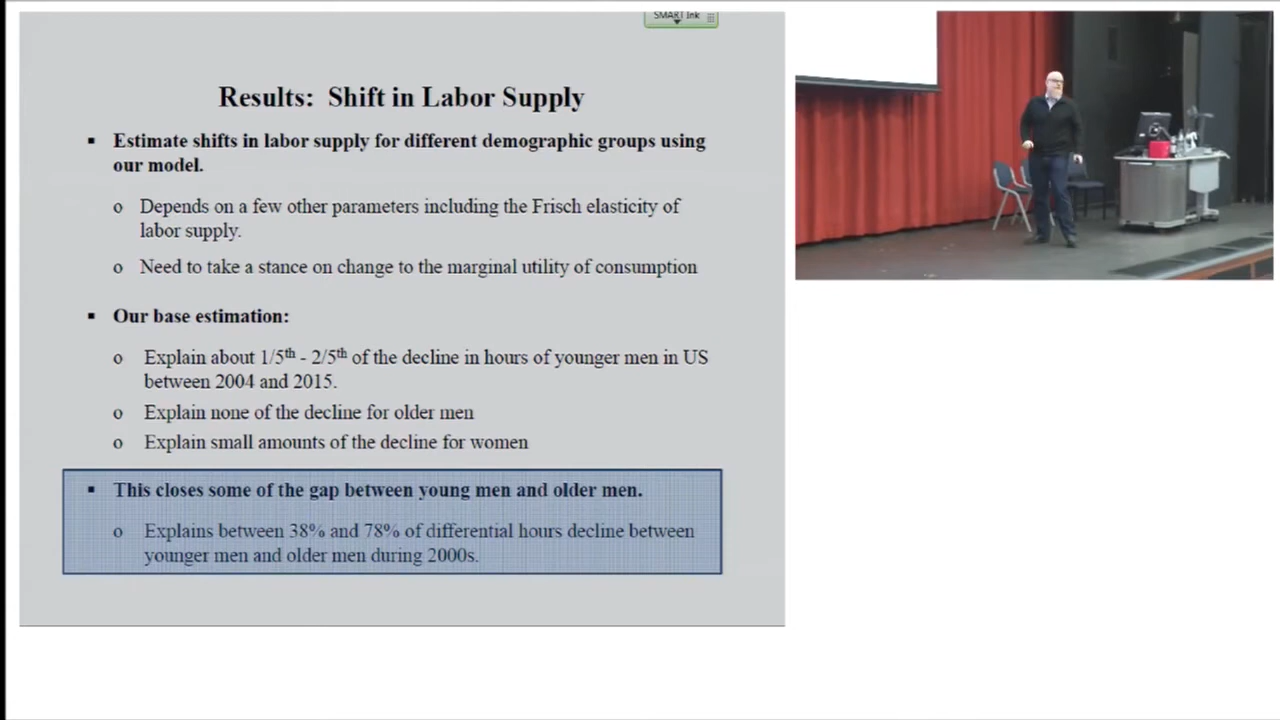 SMART Ink
Results: Shift in Labor Supply
▪ Estimate shifts in labor supply for different demographic groups using
our model.
o Depends on a few other parameters including the Frisch elasticity of
labor supply.
o Need to take a stance on change to the marginal utility of consumption
▪ Our base estimation:
o Explain about 1/5th - 2/5th of the decline in hours of younger men in US
between 2004 and 2015.
o Explain none of the decline for older men
o Explain small amounts of the decline for women
▪ This closes some of the gap between young men and older men.
o Explains between 38% and 78% of differential hours decline between
younger men and older men during 2000s.